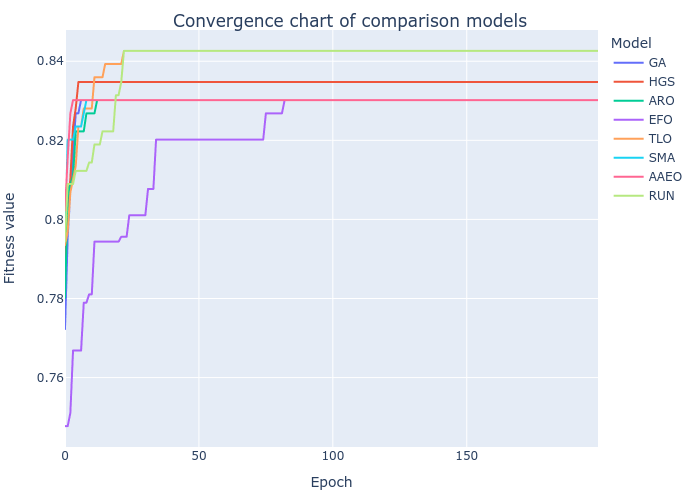 Convergence chart of comparison models
Fitness value
0.84
0.82
0.8
0.78
0.76
0
50
100
150
Epoch
Model
GA
HGS
ARO
EFO
TLO
SMA
AAEO
RUN